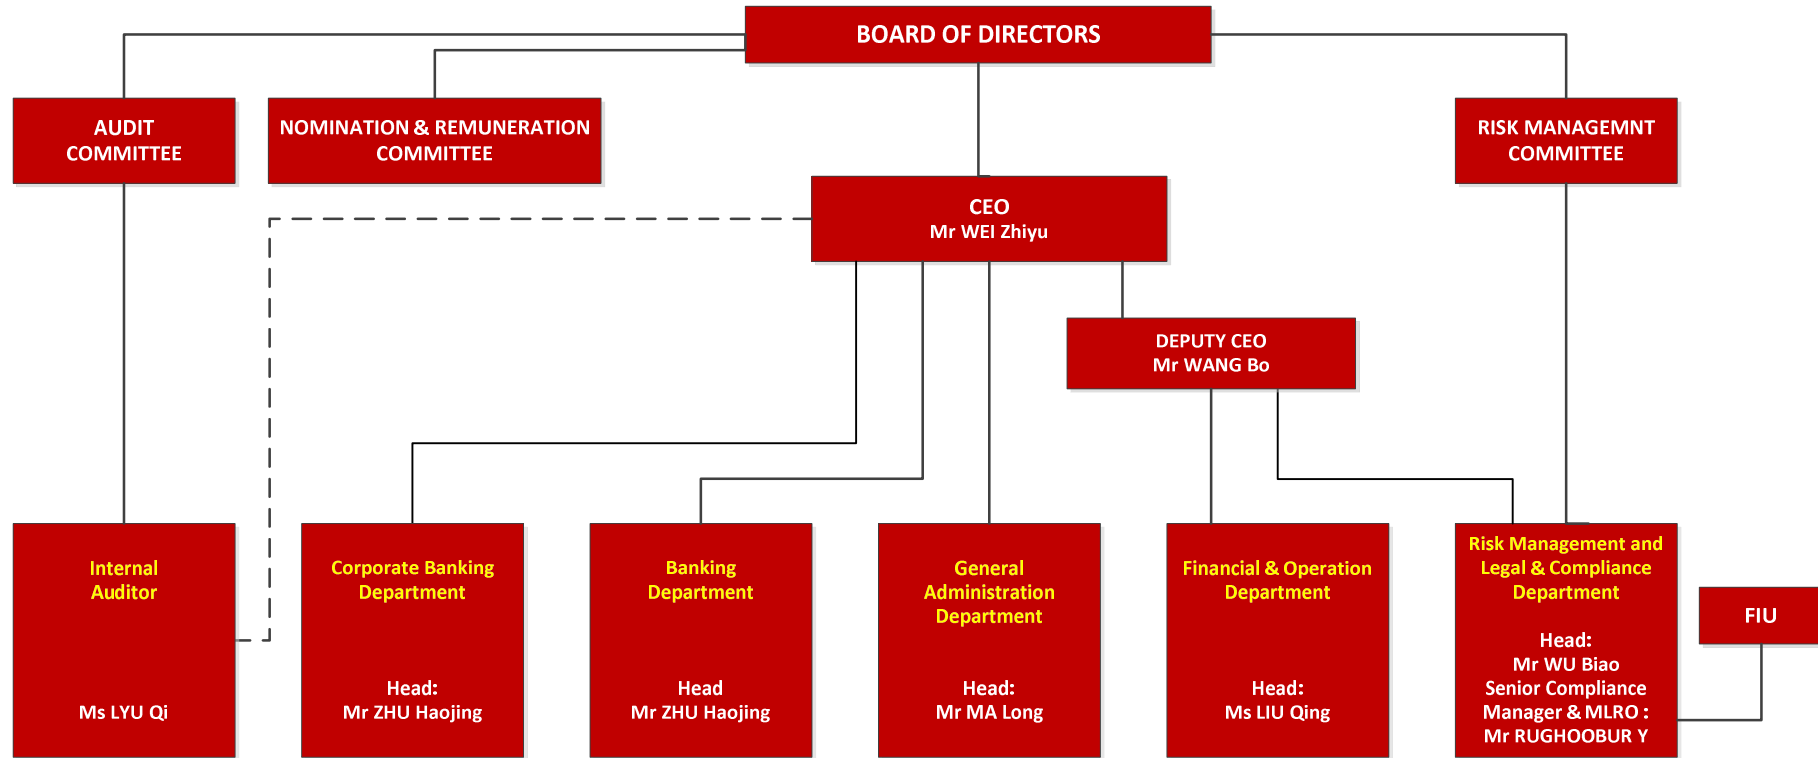 BOARD OF DIRECTORS
AUDIT
COMMITTEE
NOMINATION & REMUNERATION
COMMITTEE
RISK MANAGEMNT
COMMITTEE
CEO
Mr WEI Zhiyu
DEPUTY CEO
Mr WANG Bo
Internal
Auditor
Ms LYU Qi
Corporate Banking
Department
Head:
Mr ZHU Haojing
Banking
Department
Head
Mr ZHU Haojing
General
Administration
Department
Head:
Mr MA Long
Financial & Operation
Department
Head:
Ms LIU Qing
Risk Management and
Legal & Compliance
Department
Head:
Mr WU Biao
Senior Compliance
Manager & MLRO :
Mr RUGHOOBUR Y
FIU